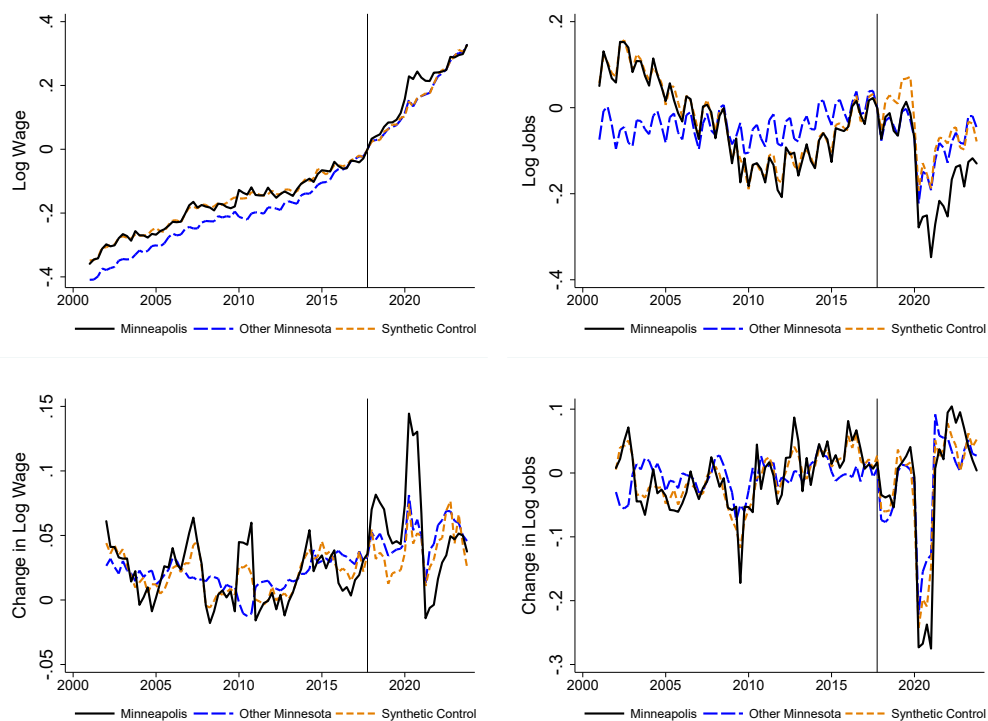 Log Wage
.4
.2
0
-.2
-.4
2000 2005 2010 2015 2020
Minneapolis Other Minnesota Synthetic Control
Log Jobs
.2
0
-.2
-.4
2000 2005 2010 2015 2020
Minneapolis Other Minnesota Synthetic Control
Change in Log Wage
.15
.1
.05
0
-.05
2000 2005 2010 2015 2020
Minneapolis Other Minnesota Synthetic Control
Change in Log Jobs
.1
0
-.1
-.2
-.3
2000 2005 2010 2015 2020
Minneapolis Other Minnesota Synthetic Control